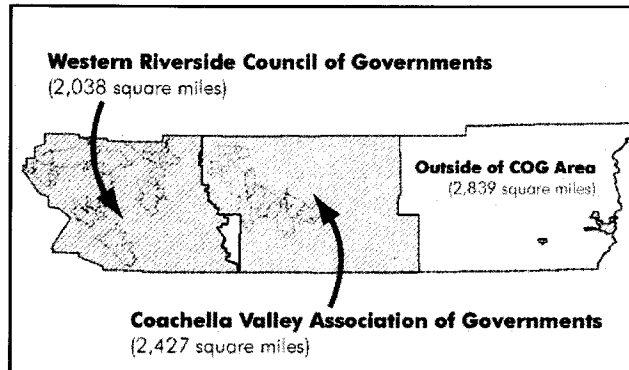 Western Riverside Council of Governments
(2,038 square miles)
Outside of COG Area
(2,839 square miles)
Coachella Valley Association of Governments
(2,427 square miles)